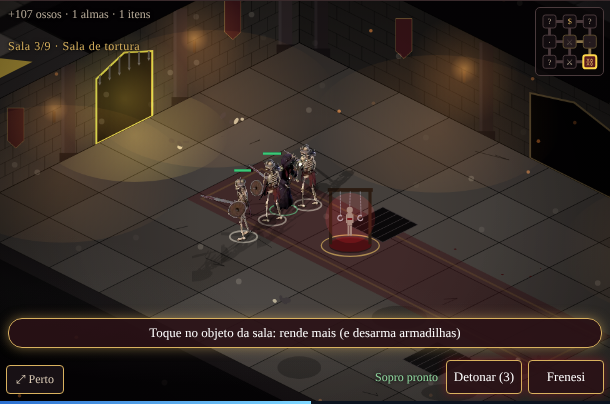 +107 ossos · 1 almas · 1 itens
Sala 3/9 · Sala de tortura
? $ ?
?
Toque no objeto da sala: rende mais (e desarma armadilhas)
⤢ Perto
Sopro pronto
Detonar (3)
Frenesi